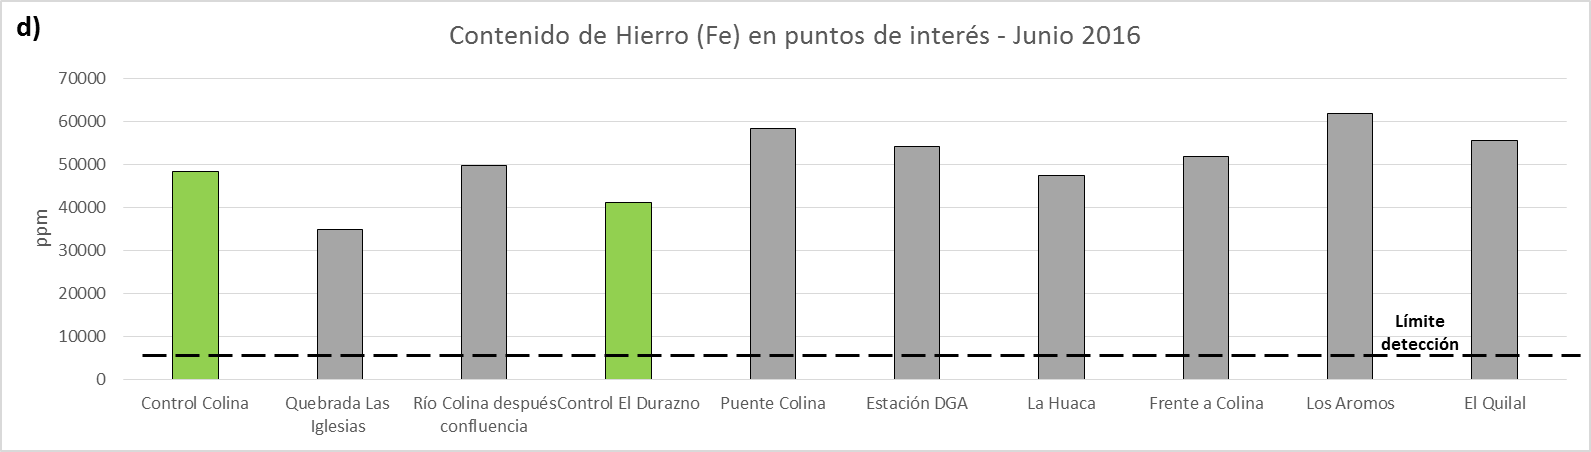 d)
Contenido de Hierro (Fe) en puntos de interés - Junio 2016
ppm
70000
60000
50000
40000
30000
20000
10000
0
Límite
detección
Control Colina
Quebrada Las
Iglesias
Río Colina después
confluencia
Control El Durazno
Puente Colina
Estación DGA
La Huaca
Frente a Colina
Los Aromos
El Quilal